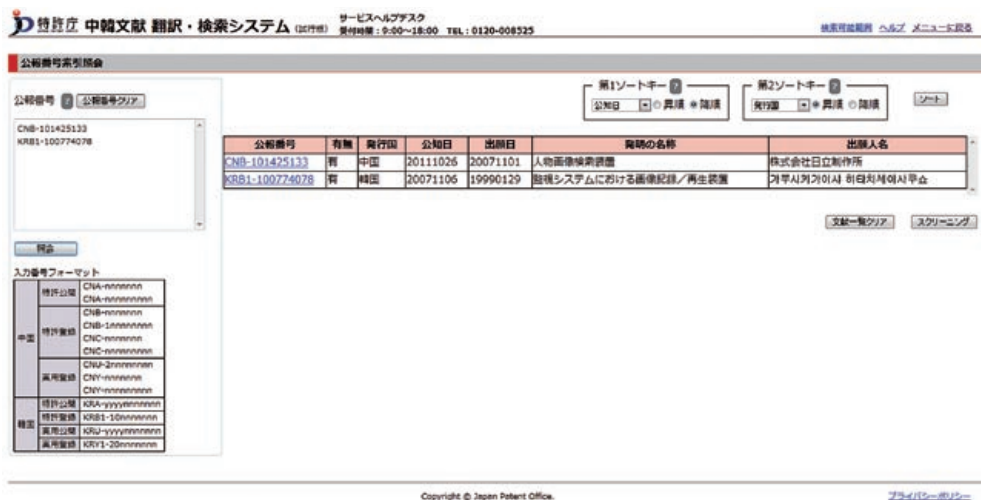 特許庁 中韓文献 翻訳・検索システム (試行版)
サービスヘルプデスク
受付時間：9:00～18:00 TEL：0120-008525
検索可能範囲 ヘルプ メニューに戻る
公報番号索引照会
公報番号 ? 公報番号クリア
CNB-101425133
KRB1-100774078
照会
第1ソートキー ?
公知日 昇順 降順
第2ソートキー ?
発行国 昇順 降順
ソート
公報番号 有無 発行国 公知日 出願日 発明の名称 出願人名
CNB-101425133 有 中国 20111026 20071101 人物画像検索装置 株式会社日立制作所
KRB1-100774078 有 韓国 20071106 19990129 監視システムにおける画像記録／再生装置 가부시키가이샤 히타치세이사쿠쇼
文献一覧クリア スクリーニング
入力番号フォーマット
中国
特許公開
CNA-nnnnnnn
CNA-nnnnnnnnn
特許登録
CNB-nnnnnnn
CNB-1nnnnnnnn
CNC-nnnnnnn
CNC-nnnnnnnnn
実用登録
CNU-2nnnnnnnn
CNY-nnnnnnn
CNY-nnnnnnnnn
韓国
特許公開 KRA-yyyynnnnnnn
特許登録 KRB1-10nnnnnnn
実用公開 KRU-yyyynnnnnnn
実用登録 KRY1-20nnnnnnn
Copyright © Japan Patent Office.
プライバシーポリシー